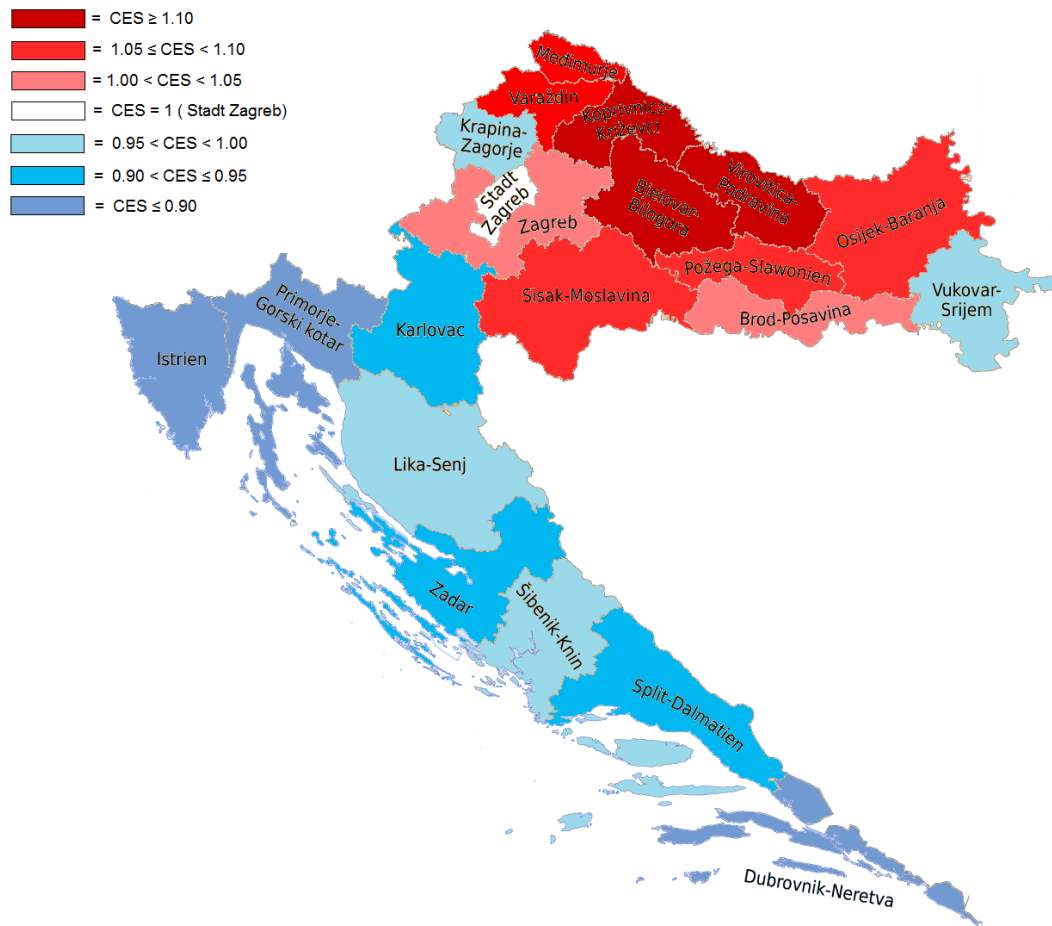 = CES ≥ 1.10
= 1.05 ≤ CES < 1.10
= 1.00 < CES < 1.05
= CES = 1 ( Stadt Zagreb)
= 0.95 < CES < 1.00
= 0.90 < CES ≤ 0.95
= CES ≤ 0.90
Međimurje
Varaždin
Koprivnica-
Križevci
Krapina-
Zagorje
Stadt
Zagreb
Zagreb
Bjelovar-
Bilogora
Virovitica-
Podravina
Osijek-Baranja
Požega-Slawonien
Sisak-Moslavina
Brod-Posavina
Vukovar-
Srijem
Primorje-
Gorski kotar
Karlovac
Istrien
Lika-Senj
Zadar
Šibenik-Knin
Split-Dalmatien
Dubrovnik-Neretva